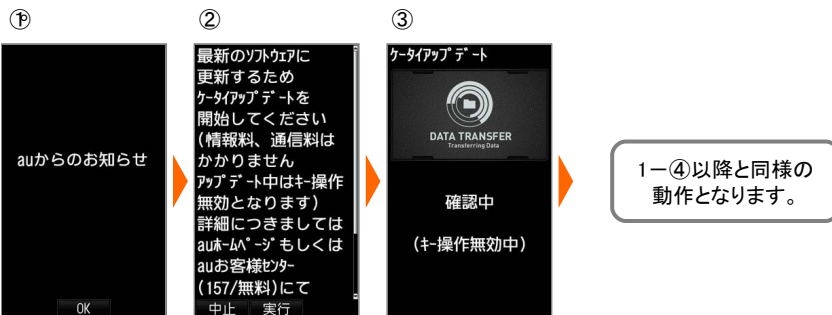 ①
②
③
auからのお知らせ
OK
最新のｿﾌﾄｳｪｱに
更新するため
ｹｰﾀｲｱｯﾌﾟﾃﾞｰﾄを
開始してください
(情報料、通信料は
かかりません
ｱｯﾌﾟﾃﾞｰﾄ中はｷｰ操作
無効となります)
詳細につきましては
auﾎｰﾑﾍﾟｰｼﾞもしくは
auお客様ｾﾝﾀｰ
(157/無料)にて
中止 実行
ｹｰﾀｲｱｯﾌﾟﾃﾞｰﾄ
DATA TRANSFER
Transferring Data
確認中
(ｷｰ操作無効中)
1－④以降と同様の
動作となります。